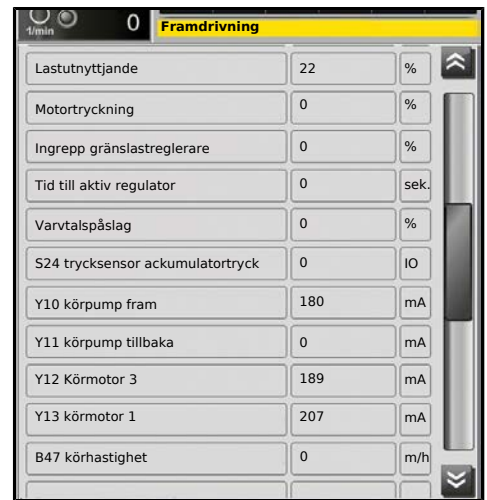 1/min 0 Framdrivning
Lastutnyttjande 22 %
Motortryckning 0 %
Ingrepp gränslastreglerare 0 %
Tid till aktiv regulator 0 sek.
Varvtalspåslag 0 %
S24 trycksensor ackumulatortryck 0 IO
Y10 körpump fram 180 mA
Y11 körpump tillbaka 0 mA
Y12 Körmotor 3 189 mA
Y13 körmotor 1 207 mA
B47 körhastighet 0 m/h